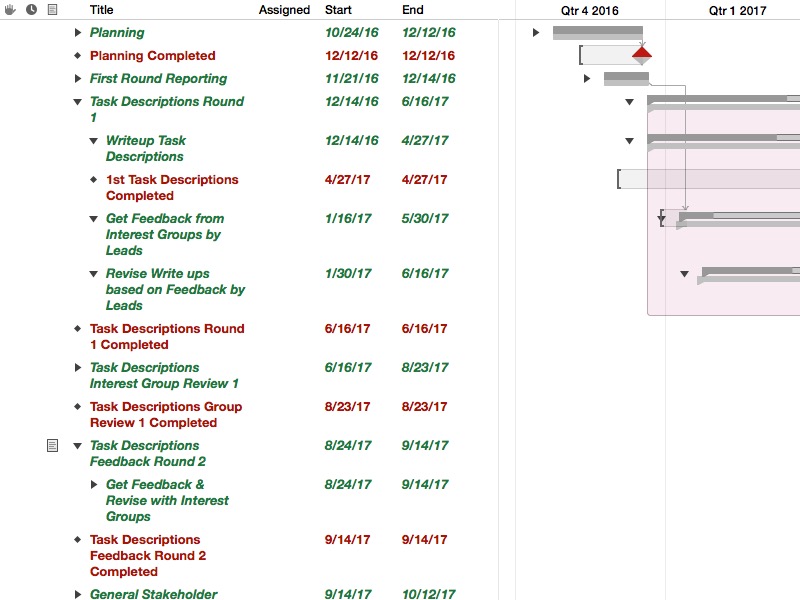 Title Assigned Start End Qtr 4 2016 Qtr 1 2017
Planning 10/24/16 12/12/16
Planning Completed 12/12/16 12/12/16
First Round Reporting 11/21/16 12/14/16
Task Descriptions Round 12/14/16 6/16/17
1
Writeup Task 12/14/16 4/27/17
Descriptions
1st Task Descriptions 4/27/17 4/27/17
Completed
Get Feedback from 1/16/17 5/30/17
Interest Groups by
Leads
Revise Write ups 1/30/17 6/16/17
based on Feedback by
Leads
Task Descriptions Round 6/16/17 6/16/17
1 Completed
Task Descriptions 6/16/17 8/23/17
Interest Group Review 1
Task Descriptions Group 8/23/17 8/23/17
Review 1 Completed
Task Descriptions 8/24/17 9/14/17
Feedback Round 2
Get Feedback & 8/24/17 9/14/17
Revise with Interest
Groups
Task Descriptions 9/14/17 9/14/17
Feedback Round 2
Completed
General Stakeholder 9/14/17 10/12/17